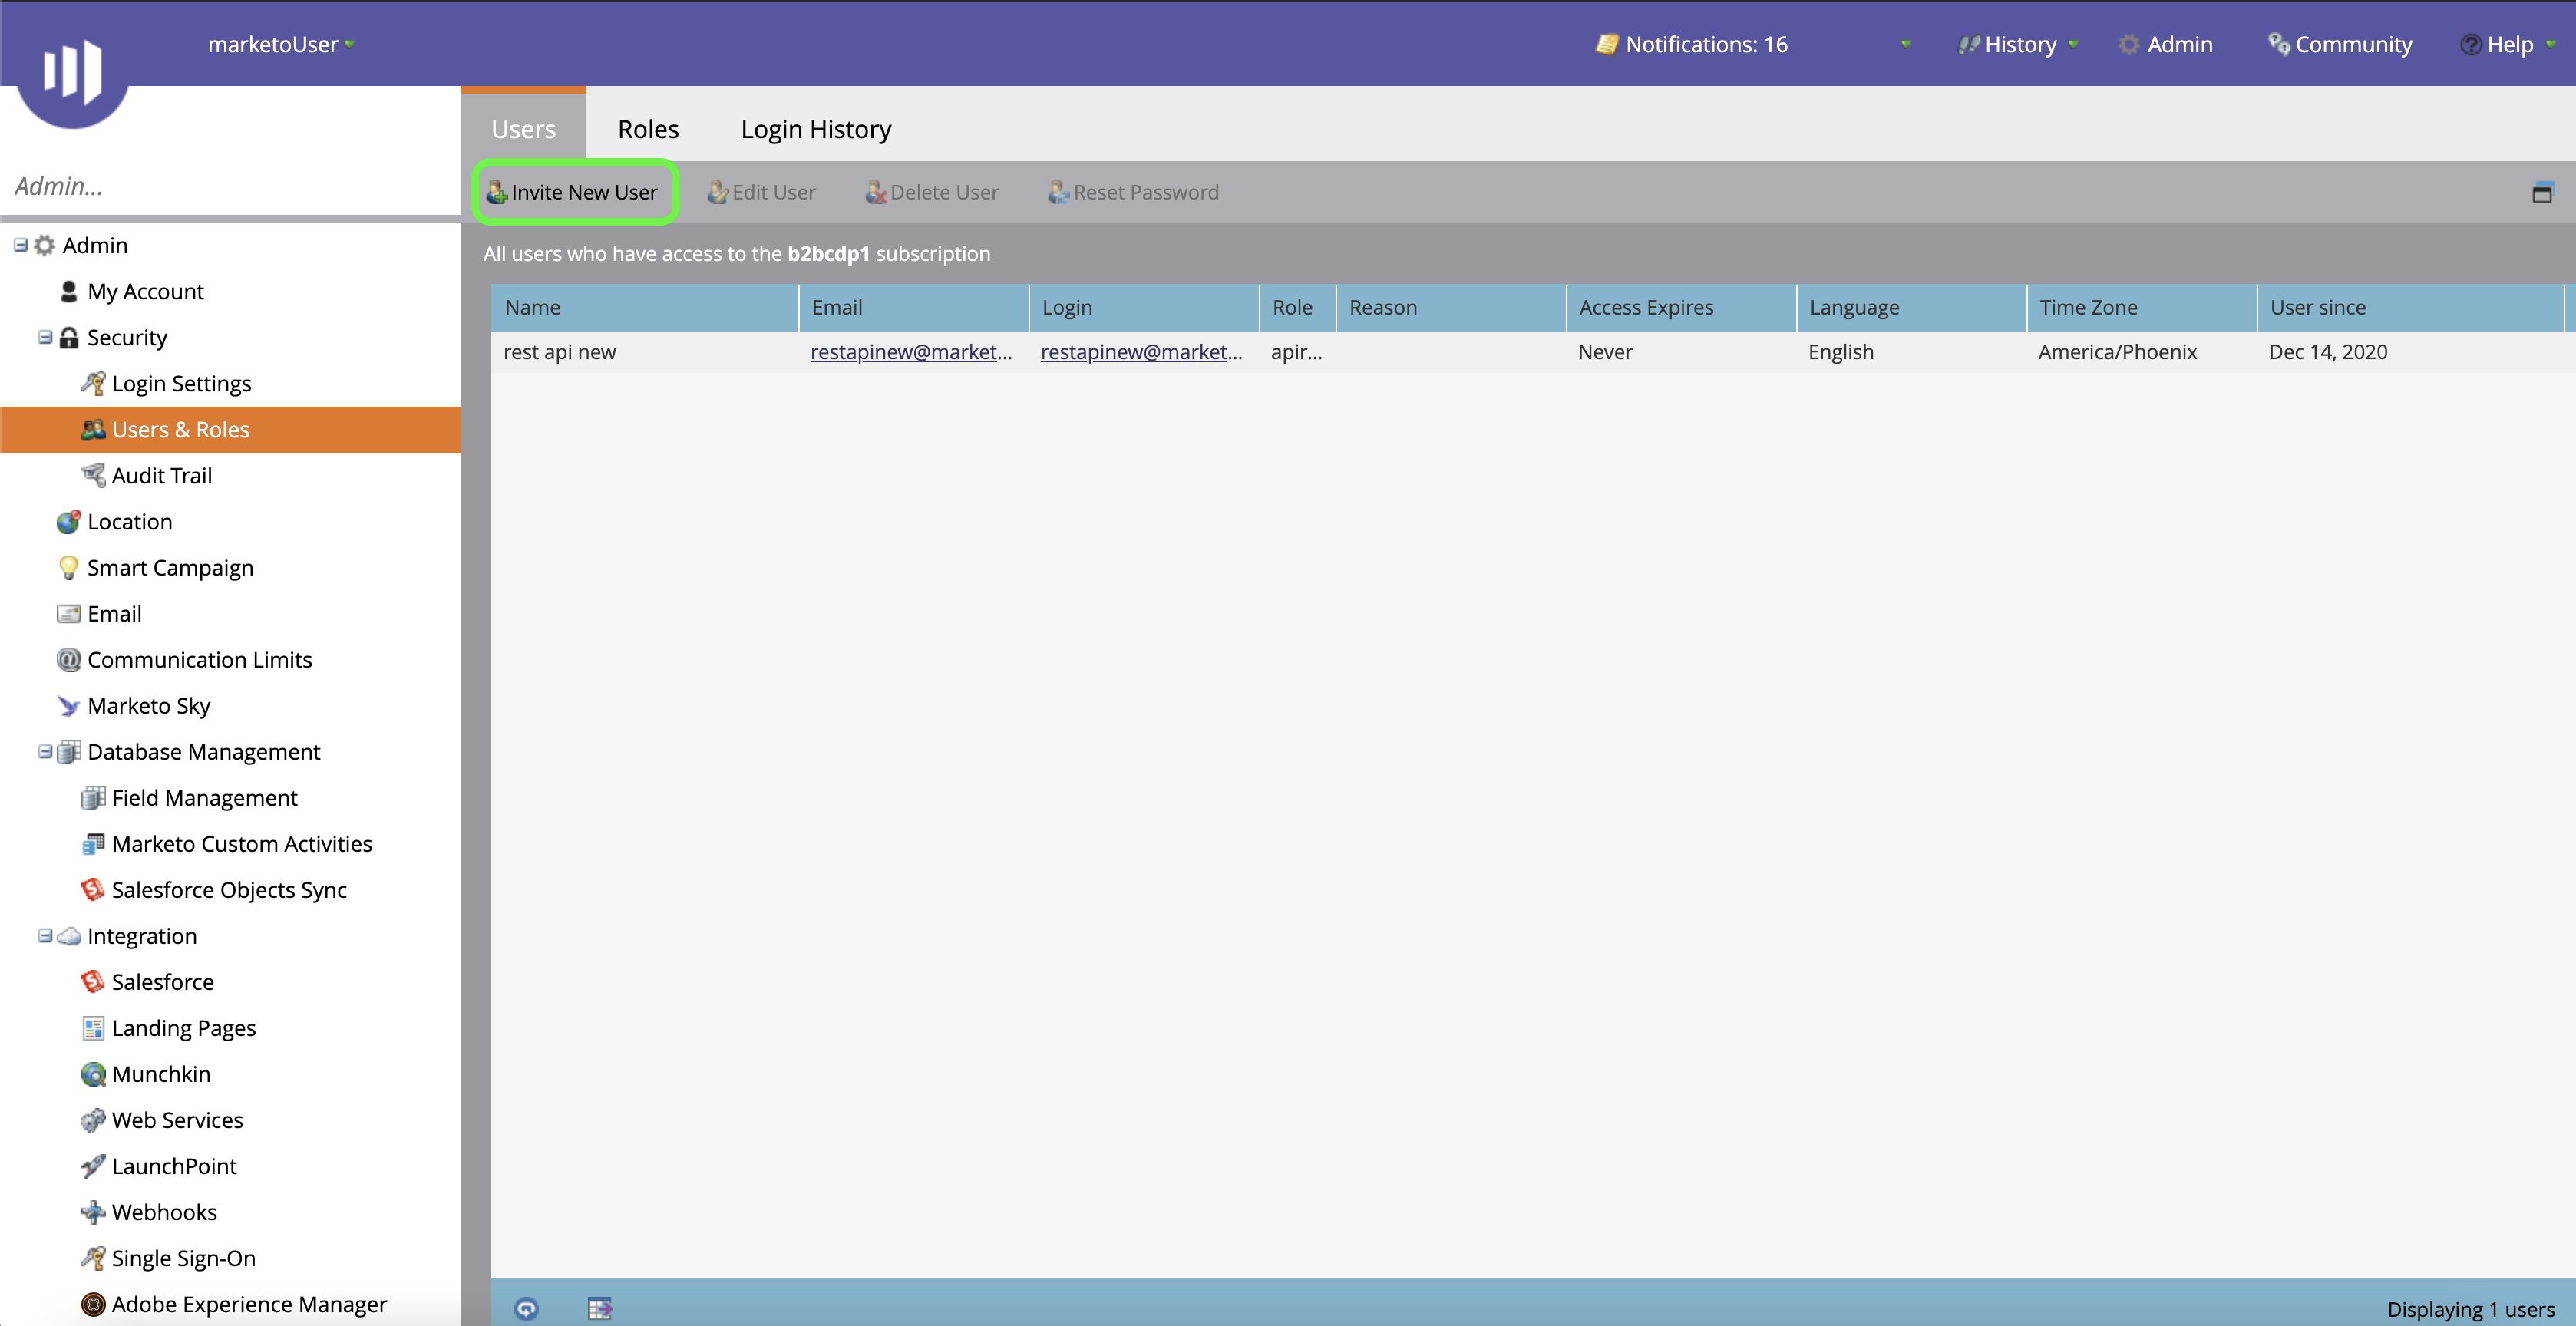 marketoUser
Notifications: 16
History
Admin
Community
Help
Users
Roles
Login History
Admin...
Invite New User
Edit User
Delete User
Reset Password
All users who have access to the b2bcdp1 subscription
Name
Email
Login
Role
Reason
Access Expires
Language
Time Zone
User since
rest api new
restapinew@market...
restapinew@market...
apir...
Never
English
America/Phoenix
Dec 14, 2020
Admin
My Account
Security
Login Settings
Users & Roles
Audit Trail
Location
Smart Campaign
Email
Communication Limits
Marketo Sky
Database Management
Field Management
Marketo Custom Activities
Salesforce Objects Sync
Integration
Salesforce
Landing Pages
Munchkin
Web Services
LaunchPoint
Webhooks
Single Sign-On
Adobe Experience Manager
Displaying 1 users